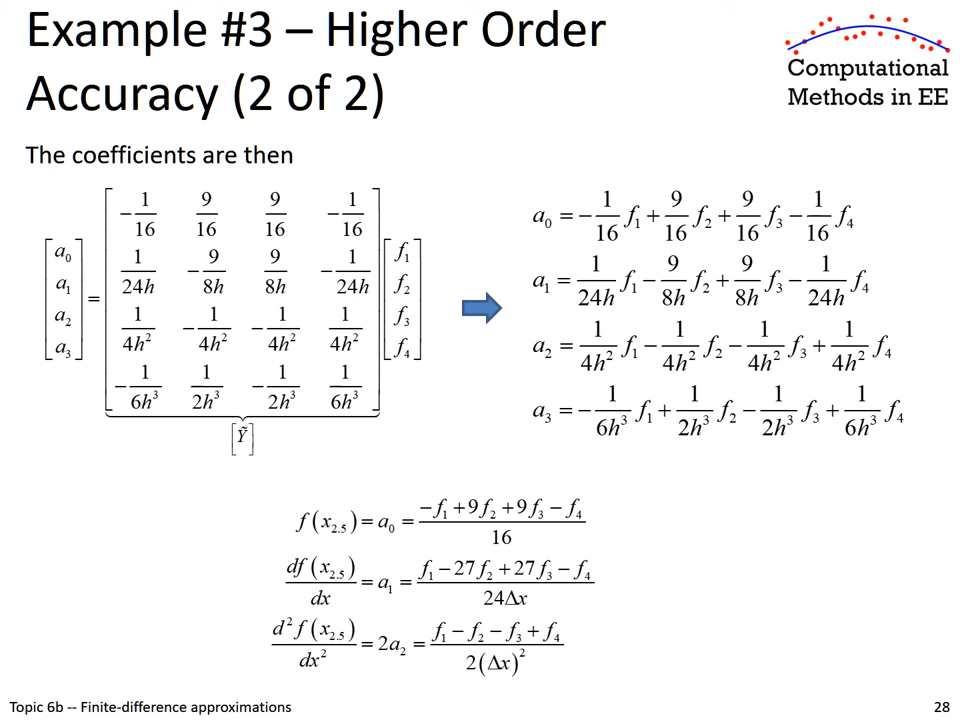 Example #3 – Higher Order
Accuracy (2 of 2)
Computational
Methods in EE
The coefficients are then
[a₀; a₁; a₂; a₃] = [−1/16 9/16 9/16 −1/16; 1/24h −9/8h 9/8h −1/24h; 1/4h² −1/4h² −1/4h² 1/4h²; −1/6h³ 1/2h³ −1/2h³ 1/6h³] [f₁; f₂; f₃; f₄]
[Ỹ]
a₀ = −1/16 f₁ + 9/16 f₂ + 9/16 f₃ − 1/16 f₄
a₁ = 1/24h f₁ − 9/8h f₂ + 9/8h f₃ − 1/24h f₄
a₂ = 1/4h² f₁ − 1/4h² f₂ − 1/4h² f₃ + 1/4h² f₄
a₃ = −1/6h³ f₁ + 1/2h³ f₂ − 1/2h³ f₃ + 1/6h³ f₄
f(x₂.₅) = a₀ = (−f₁ + 9f₂ + 9f₃ − f₄)/16
df(x₂.₅)/dx = a₁ = (f₁ − 27f₂ + 27f₃ − f₄)/24Δx
d²f(x₂.₅)/dx² = 2a₂ = (f₁ − f₂ − f₃ + f₄)/2(Δx)²
Topic 6b -- Finite-difference approximations
28